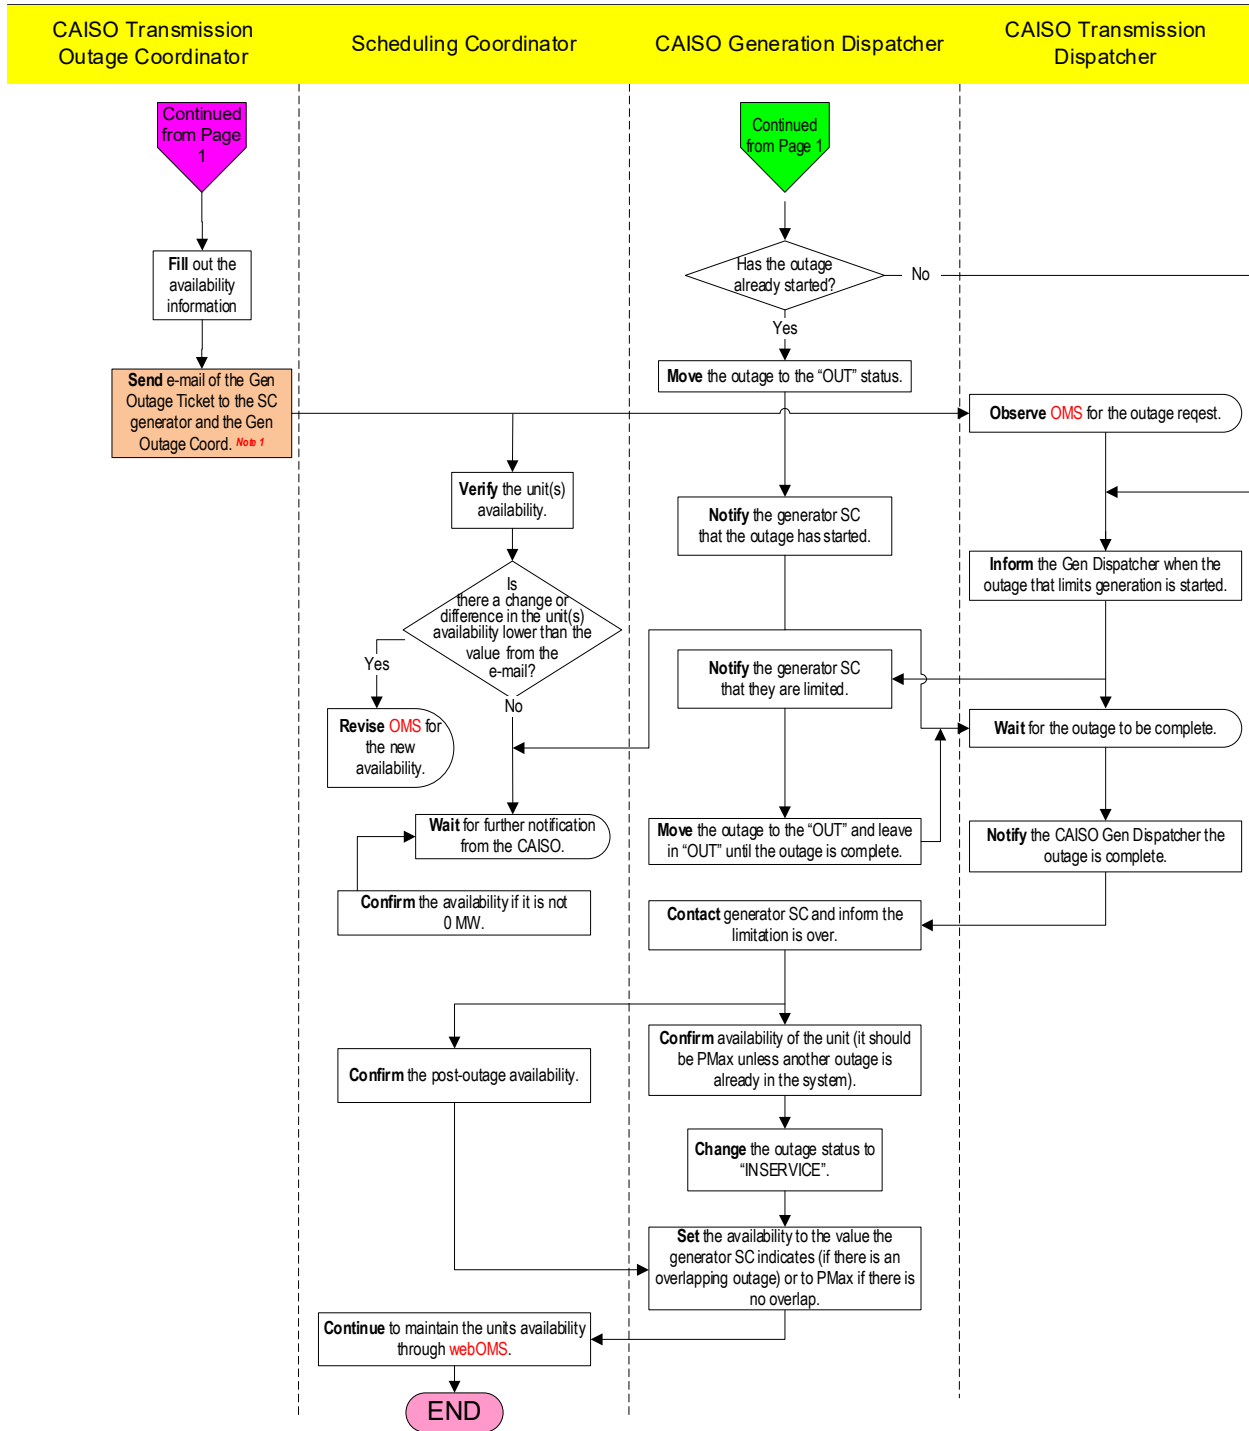 CAISO Transmission
Outage Coordinator
Scheduling Coordinator
CAISO Generation Dispatcher
CAISO Transmission
Dispatcher
Continued
from Page
1
Continued
from Page 1
Fill out the
availability
information
Has the outage
already started?
No
Yes
Send e-mail of the Gen
Outage Ticket to the SC
generator and the Gen
Outage Coord. Note 1
Move the outage to the “OUT” status.
Observe OMS for the outage reqest.
Verify the unit(s)
availability.
Notify the generator SC
that the outage has started.
Inform the Gen Dispatcher when the
outage that limits generation is started.
Is
there a change or
difference in the unit(s)
availability lower than the
value from the
e-mail?
Yes
No
Notify the generator SC
that they are limited.
Revise OMS for
the new
availability.
Wait for the outage to be complete.
Wait for further notification
from the CAISO.
Move the outage to the “OUT” and leave
in “OUT” until the outage is complete.
Notify the CAISO Gen Dispatcher the
outage is complete.
Confirm the availability if it is not
0 MW.
Contact generator SC and inform the
limitation is over.
Confirm the post-outage availability.
Confirm availability of the unit (it should
be PMax unless another outage is
already in the system).
Change the outage status to
“INSERVICE”.
Set the availability to the value the
generator SC indicates (if there is an
overlapping outage) or to PMax if there is
no overlap.
Continue to maintain the units availability
through webOMS.
END